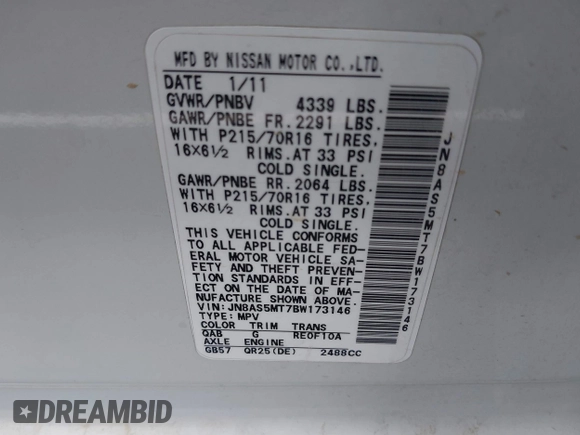 MFD BY NISSAN MOTOR CO.,LTD.
DATE 1/11
GVWR/PNBV 4339 LBS.
GAWR/PNBE FR. 2291 LBS.
WITH P215/70R16 TIRES,
16X6½ RIMS.AT 33 PSI
COLD SINGLE.
GAWR/PNBE RR. 2064 LBS.
WITH P215/70R16 TIRES,
16X6½ RIMS.AT 33 PSI
COLD SINGLE.
THIS VEHICLE CONFORMS
TO ALL APPLICABLE FED-
ERAL MOTOR VEHICLE SA-
FETY AND THEFT PREVEN-
TION STANDARDS IN EFF-
ECT ON THE DATE OF MA-
NUFACTURE SHOWN ABOVE.
VIN:JN8AS5MT7BW173146
TYPE:MPV
COLOR TRIM TRANS
QAB G RE0F10A
AXLE ENGINE
GB57 QR25(DE) 2488CC
JN8AS5MT7BW173146
DREAMBID